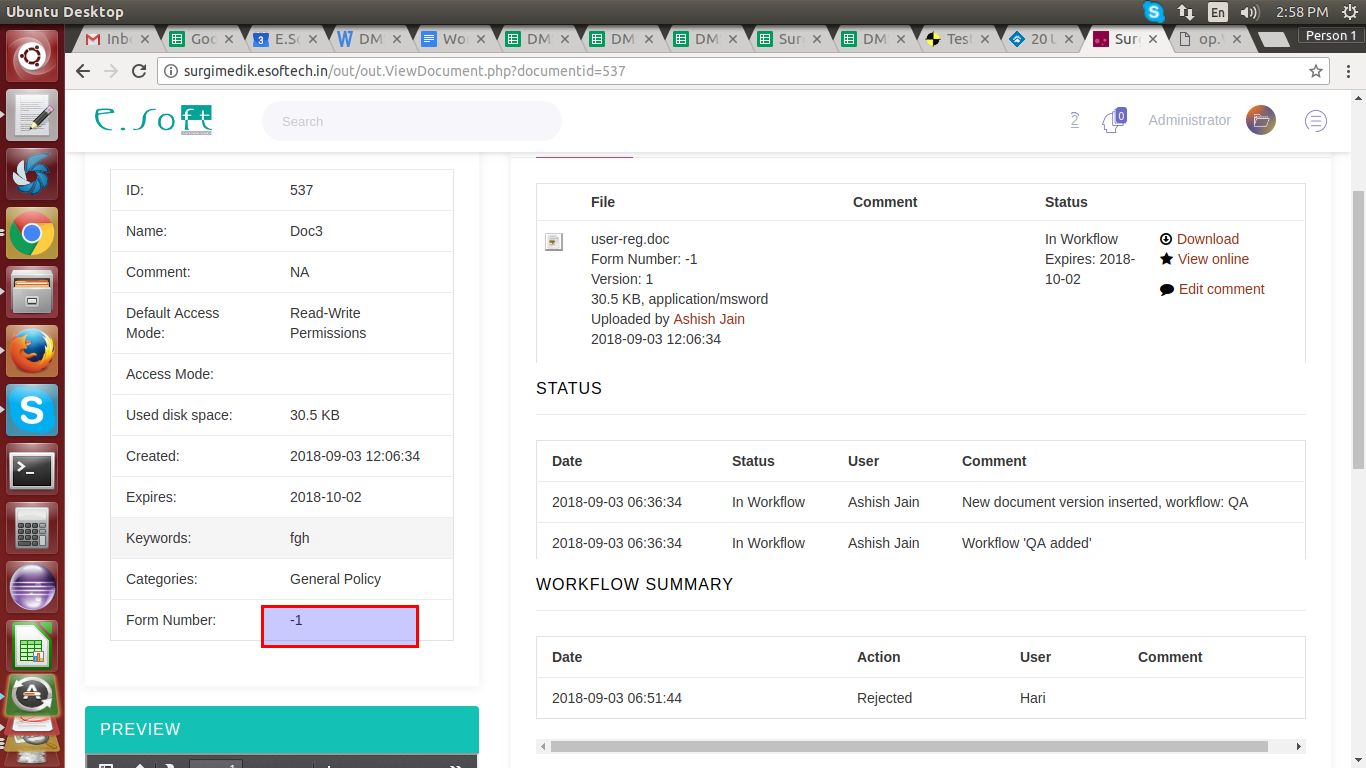 Ubuntu Desktop
En
2:58 PM
Inb
Goo
E.So
DM
Wo
DM
DM
DM
Sur
DM
Tes
20 U
Sur
op.V
Person 1
surgimedik.esoftech.in/out/out.ViewDocument.php?documentid=537
E.Soft
Search
2
0
Administrator
ID: 537
Name: Doc3
Comment: NA
Default Access Mode: Read-Write Permissions
Access Mode:
Used disk space: 30.5 KB
Created: 2018-09-03 12:06:34
Expires: 2018-10-02
Keywords: fgh
Categories: General Policy
Form Number: -1
PREVIEW
File Comment Status
user-reg.doc
Form Number: -1
Version: 1
30.5 KB, application/msword
Uploaded by Ashish Jain
2018-09-03 12:06:34
In Workflow
Expires: 2018-
10-02
Download
View online
Edit comment
STATUS
Date Status User Comment
2018-09-03 06:36:34 In Workflow Ashish Jain New document version inserted, workflow: QA
2018-09-03 06:36:34 In Workflow Ashish Jain Workflow 'QA added'
WORKFLOW SUMMARY
Date Action User Comment
2018-09-03 06:51:44 Rejected Hari